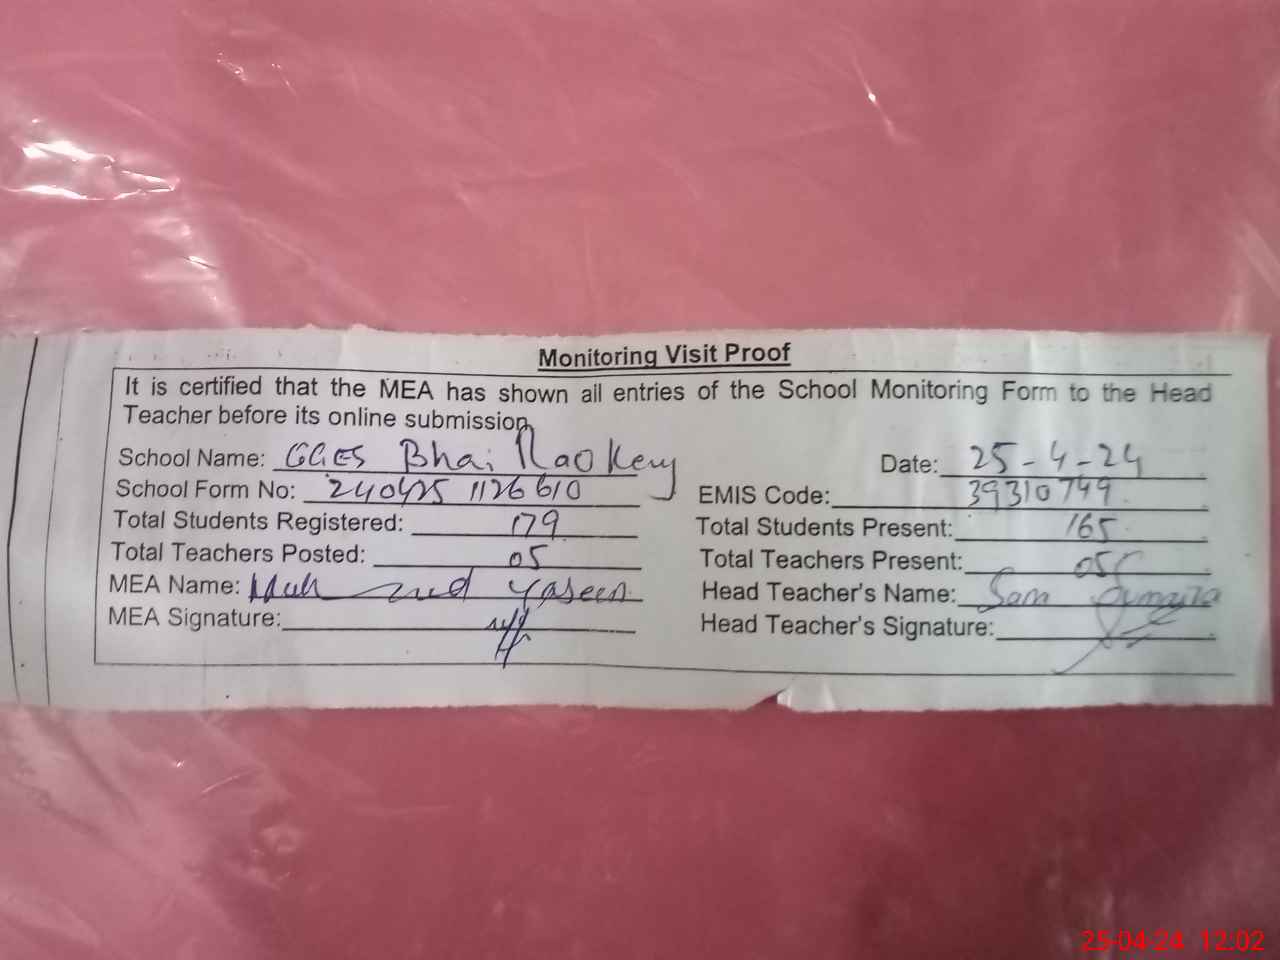 Monitoring Visit Proof
It is certified that the MEA has shown all entries of the School Monitoring Form to the Head
Teacher before its online submission
School Name: GGES Bhai Date: 25-4-24
School Form No: 240425 1126610 EMIS Code: 39310749
Total Students Registered: 179 Total Students Present: 165
Total Teachers Posted: 05 Total Teachers Present: 05
MEA Name: Yaseen Head Teacher's Name: Sumaira
MEA Signature: Head Teacher's Signature:
25-04-24 12:02